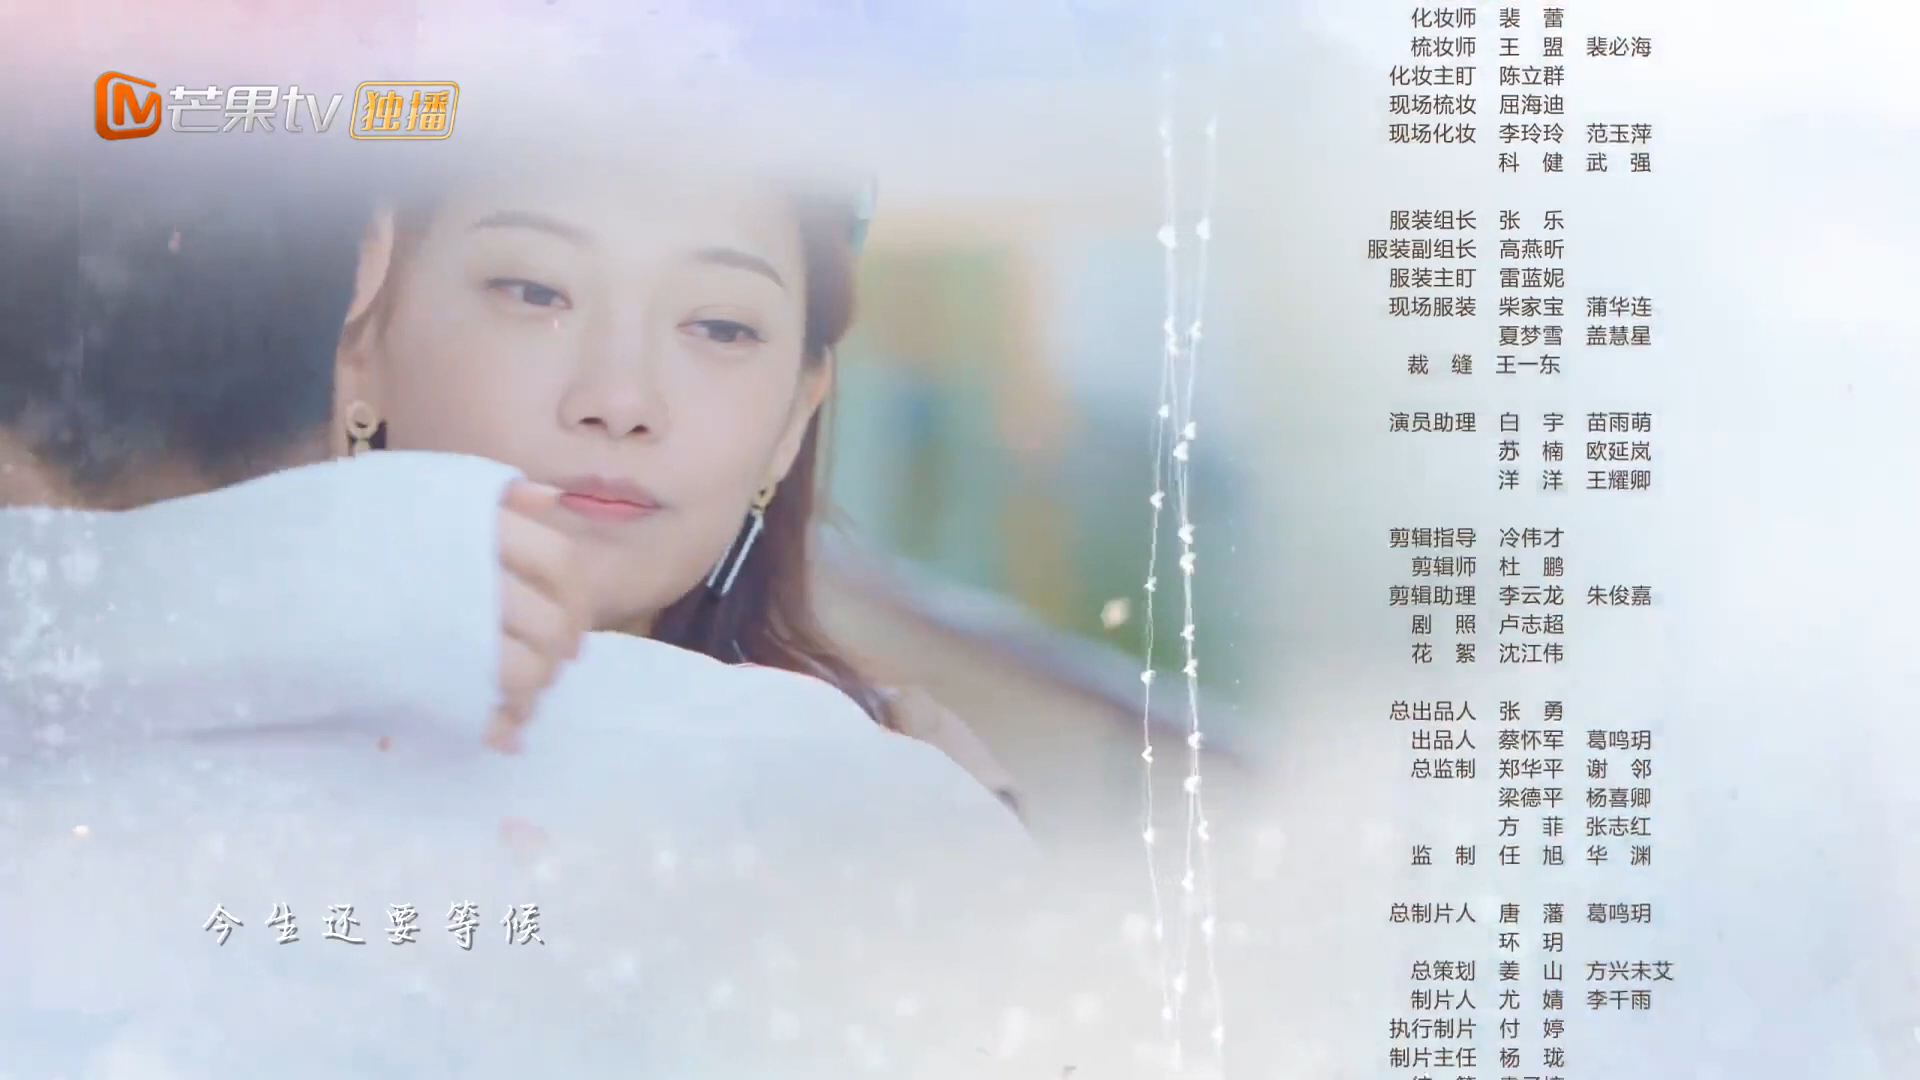 芒果tv 独播
化妆师 裴蕾
梳妆师 王盟 裴必海
化妆主盯 陈立群
现场梳妆 屈海迪
现场化妆 李玲玲 范玉萍
科健 武强
服装组长 张乐
服装副组长 高燕昕
服装主盯 雷蓝妮
现场服装 柴家宝 蒲华连
夏梦雪 盖慧星
裁缝 王一东
演员助理 白宇 苗雨萌
苏楠 欧延岚
洋洋 王耀卿
剪辑指导 冷伟才
剪辑师 杜鹏
剪辑助理 李云龙 朱俊嘉
剧照 卢志超
花絮 沈江伟
总出品人 张勇
出品人 蔡怀军 葛鸣玥
总监制 郑华平 谢邻
梁德平 杨喜卿
方菲 张志红
监制 任旭 华渊
总制片人 唐藩 葛鸣玥
环玥
总策划 姜山 方兴未艾
制片人 尤婧 李千雨
执行制片 付婷
制片主任 杨珑
今生还要等候